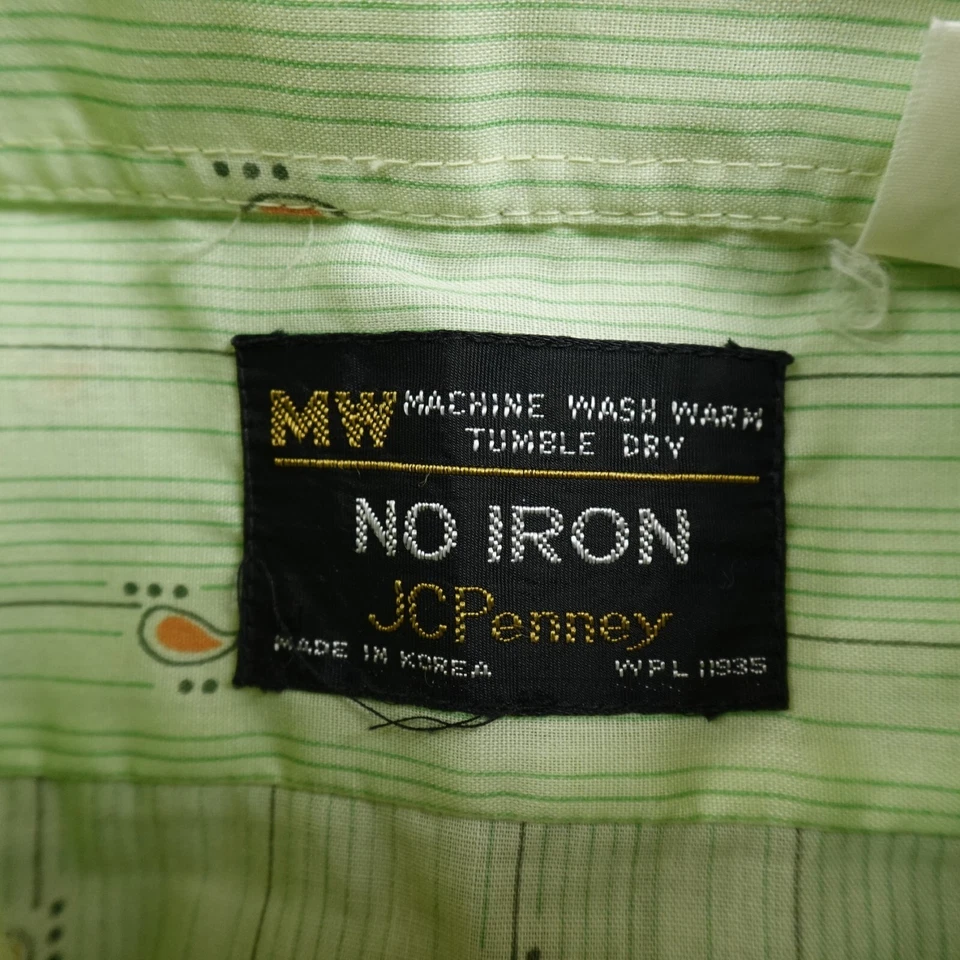 MW MACHINE WASH WARM
TUMBLE DRY
NO IRON
JCPenney
MADE IN KOREA WPL 11935